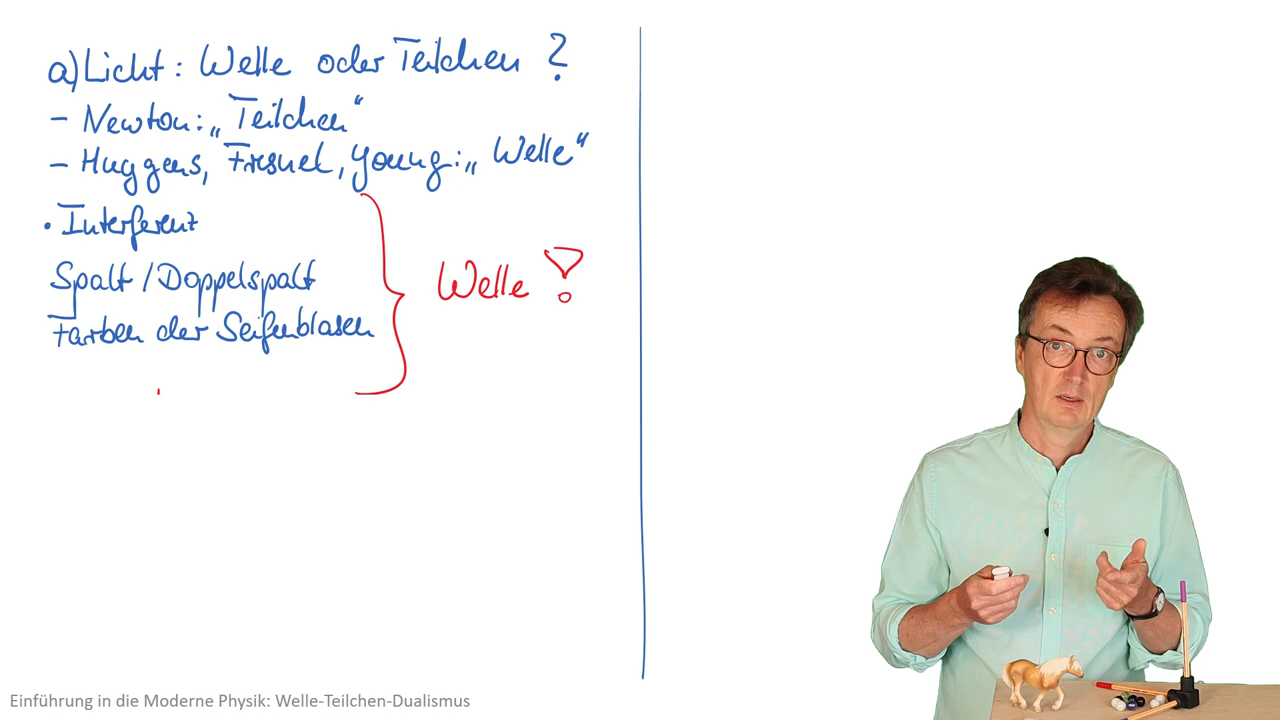 a) Licht: Welle oder Teilchen ?
- Newton: „Teilchen“
- Huygens, Fresnel, Young: „Welle“
• Interferenz
Spalt / Doppelspalt
Farben der Seifenblasen
Welle !
Einführung in die Moderne Physik: Welle-Teilchen-Dualismus